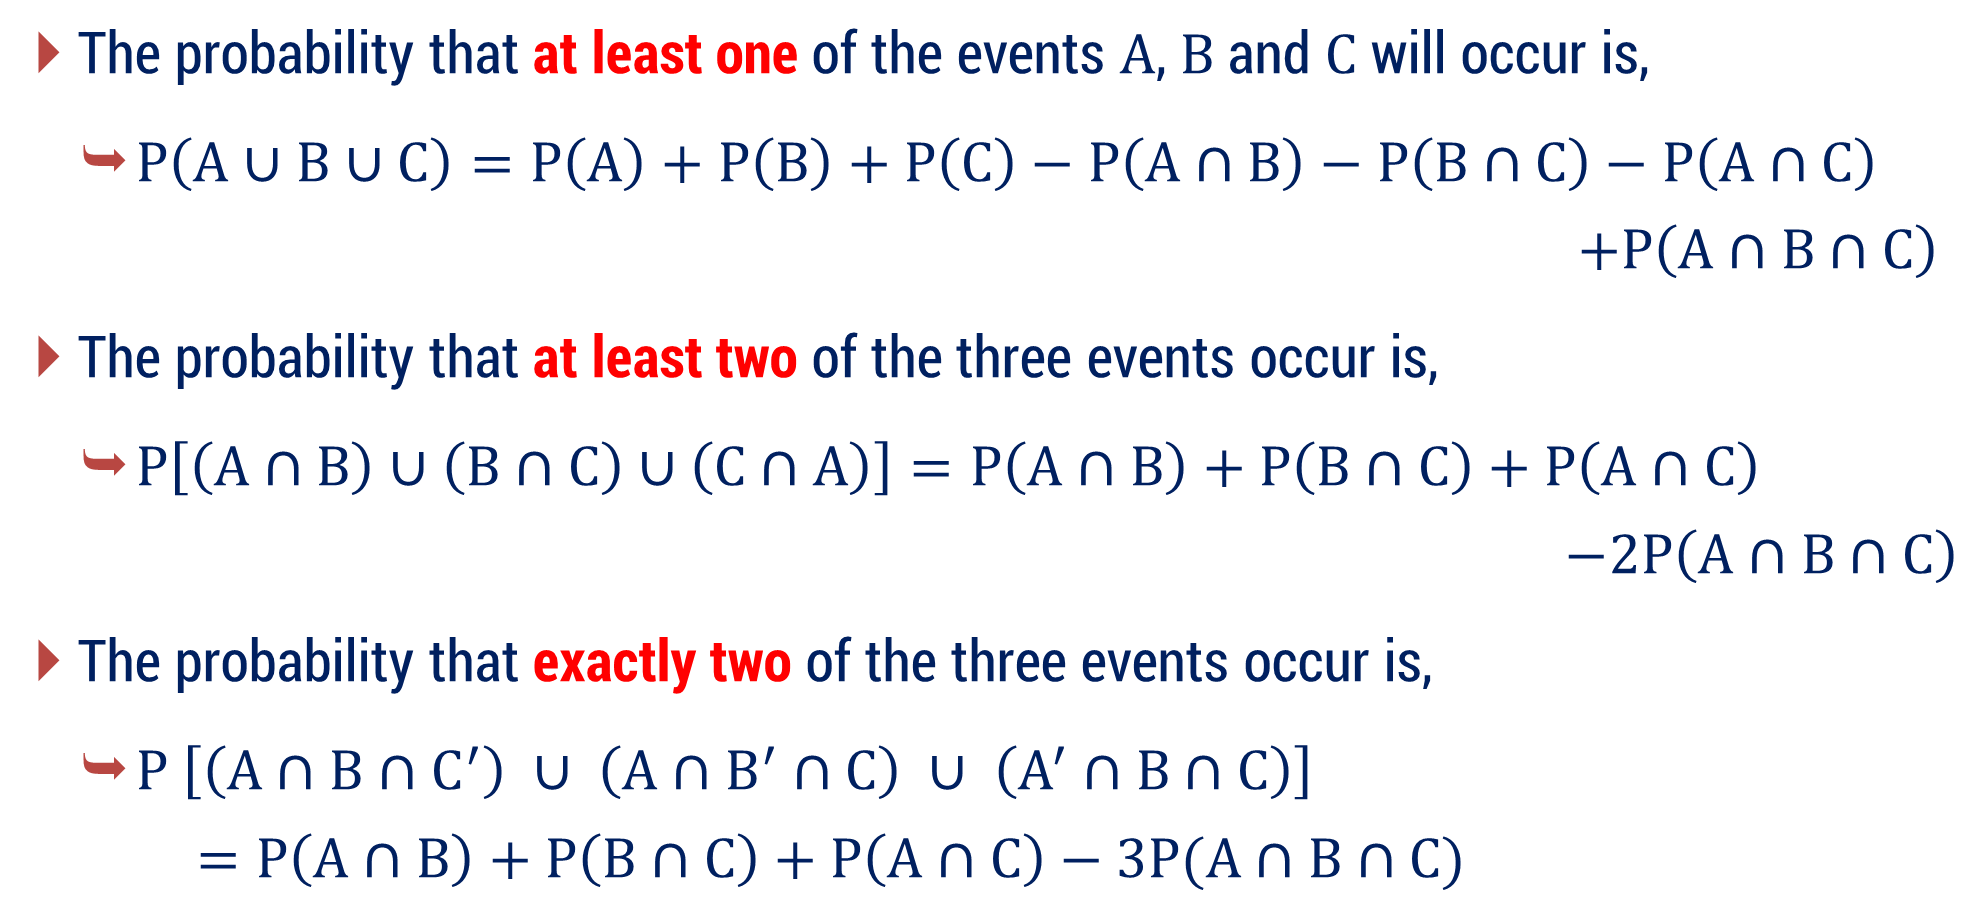 The probability that at least one of the events A, B and C will occur is,
P(A ∪ B ∪ C) = P(A) + P(B) + P(C) − P(A ∩ B) − P(B ∩ C) − P(A ∩ C)
+P(A ∩ B ∩ C)
The probability that at least two of the three events occur is,
P[(A ∩ B) ∪ (B ∩ C) ∪ (C ∩ A)] = P(A ∩ B) + P(B ∩ C) + P(A ∩ C)
−2P(A ∩ B ∩ C)
The probability that exactly two of the three events occur is,
P [(A ∩ B ∩ C′) ∪ (A ∩ B′ ∩ C) ∪ (A′ ∩ B ∩ C)]
= P(A ∩ B) + P(B ∩ C) + P(A ∩ C) − 3P(A ∩ B ∩ C)